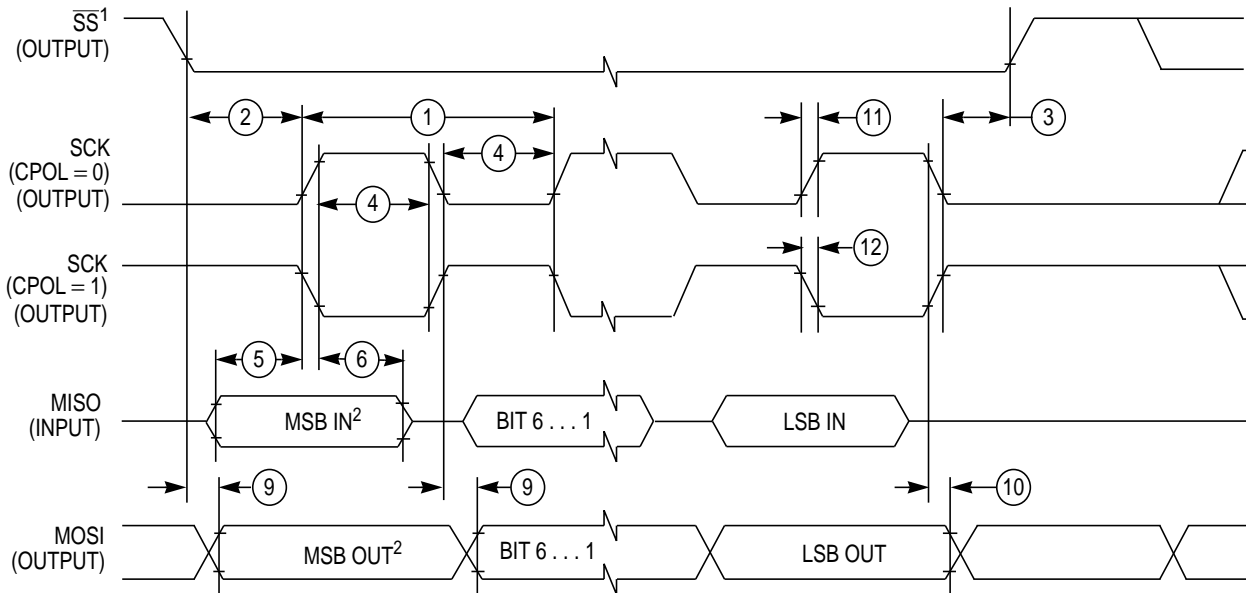 S̅S̅¹
(OUTPUT)
2
1
11
3
SCK
(CPOL = 0)
(OUTPUT)
4
4
SCK
(CPOL = 1)
(OUTPUT)
12
5
6
MISO
(INPUT)
MSB IN²
BIT 6 . . . 1
LSB IN
9
9
10
MOSI
(OUTPUT)
MSB OUT²
BIT 6 . . . 1
LSB OUT